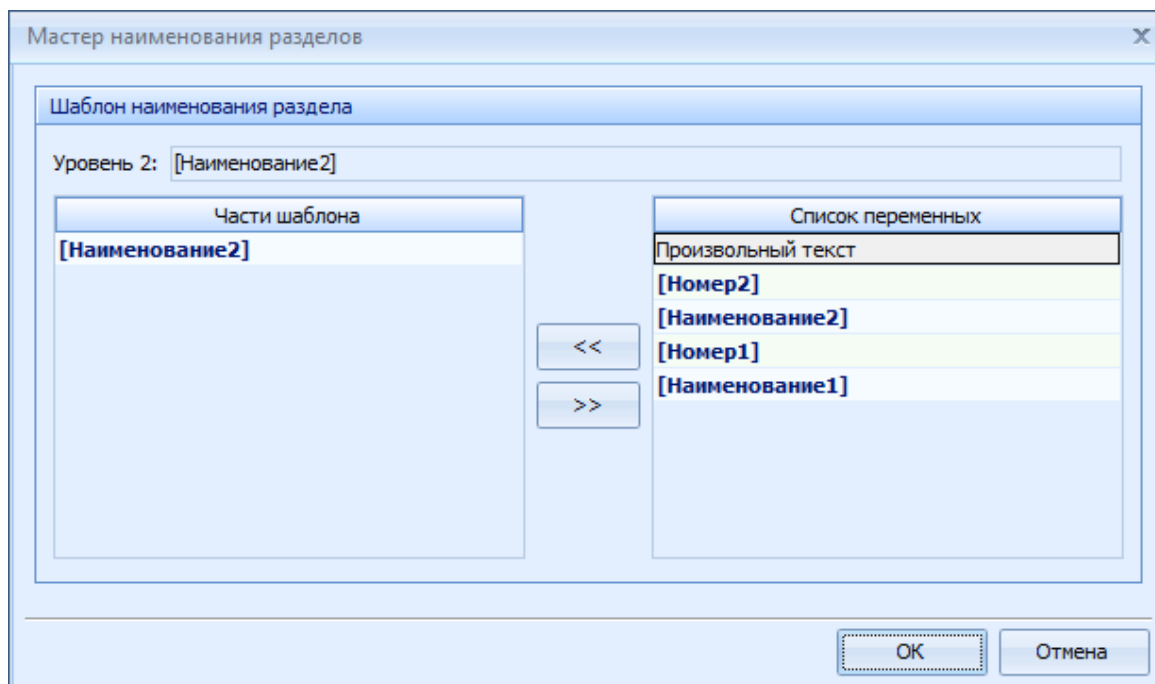 Мастер наименования разделов
Шаблон наименования раздела
Уровень 2: [Наименование2]
Части шаблона
[Наименование2]
<<
>>
Список переменных
Произвольный текст
[Номер2]
[Наименование2]
[Номер1]
[Наименование1]
ОК Отмена